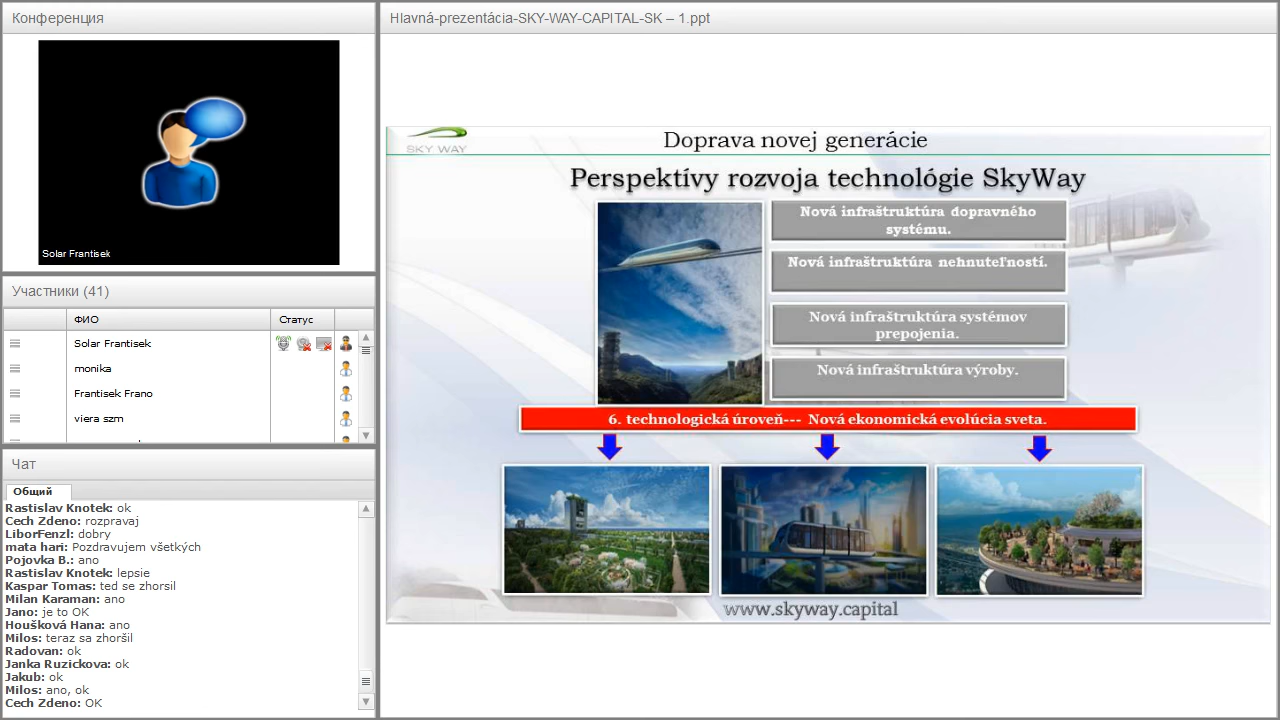 Конференция
Solar Frantisek
Участники (41)
ФИО
Статус
Solar Frantisek
monika
Frantisek Frano
viera szm
Чат
Общий
Rastislav Knotek: ok
Cech Zdeno: rozpravaj
LiborFenzl: dobry
mata hari: Pozdravujem všetkých
Pojovka B.: ano
Rastislav Knotek: lepsie
Kaspar Tomas: ted se zhorsil
Milan Karaman: ano
Jano: je to OK
Houšková Hana: ano
Milos: teraz sa zhoršil
Radovan: ok
Janka Ruzickova: ok
Jakub: ok
Milos: ano, ok
Cech Zdeno: OK
Hlavná-prezentácia-SKY-WAY-CAPITAL-SK – 1.ppt
SKY WAY
Doprava novej generácie
Perspektívy rozvoja technológie SkyWay
Nová infraštruktúra dopravného
systému.
Nová infraštruktúra nehnuteľností.
Nová infraštruktúra systémov
prepojenia.
Nová infraštruktúra výroby.
6. technologická úroveň--- Nová ekonomická evolúcia sveta.
www.skyway.capital